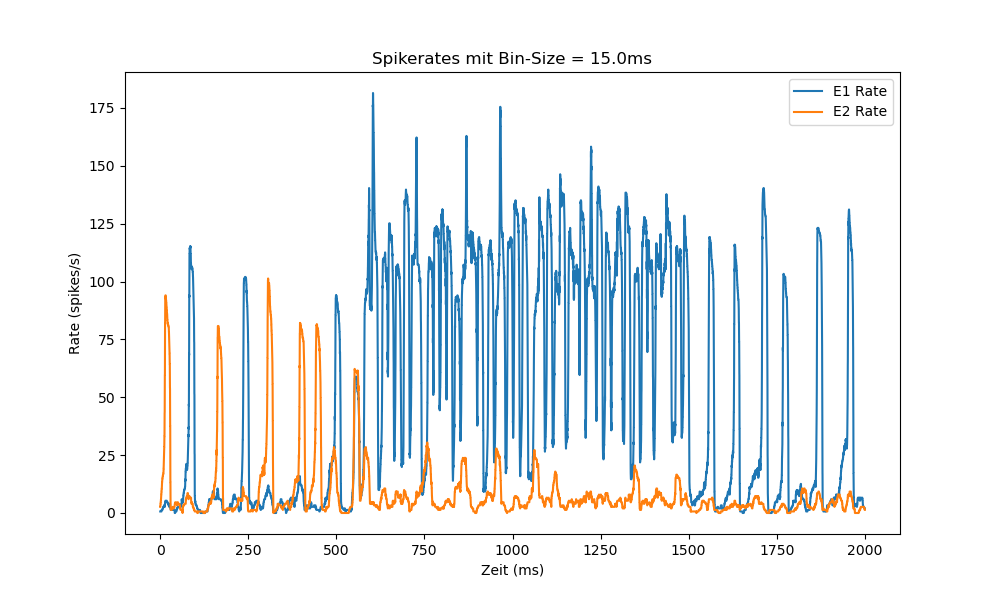 Spikerates mit Bin-Size = 15.0ms
E1 Rate
E2 Rate
175
150
125
100
75
50
25
0
Rate (spikes/s)
0 250 500 750 1000 1250 1500 1750 2000
Zeit (ms)